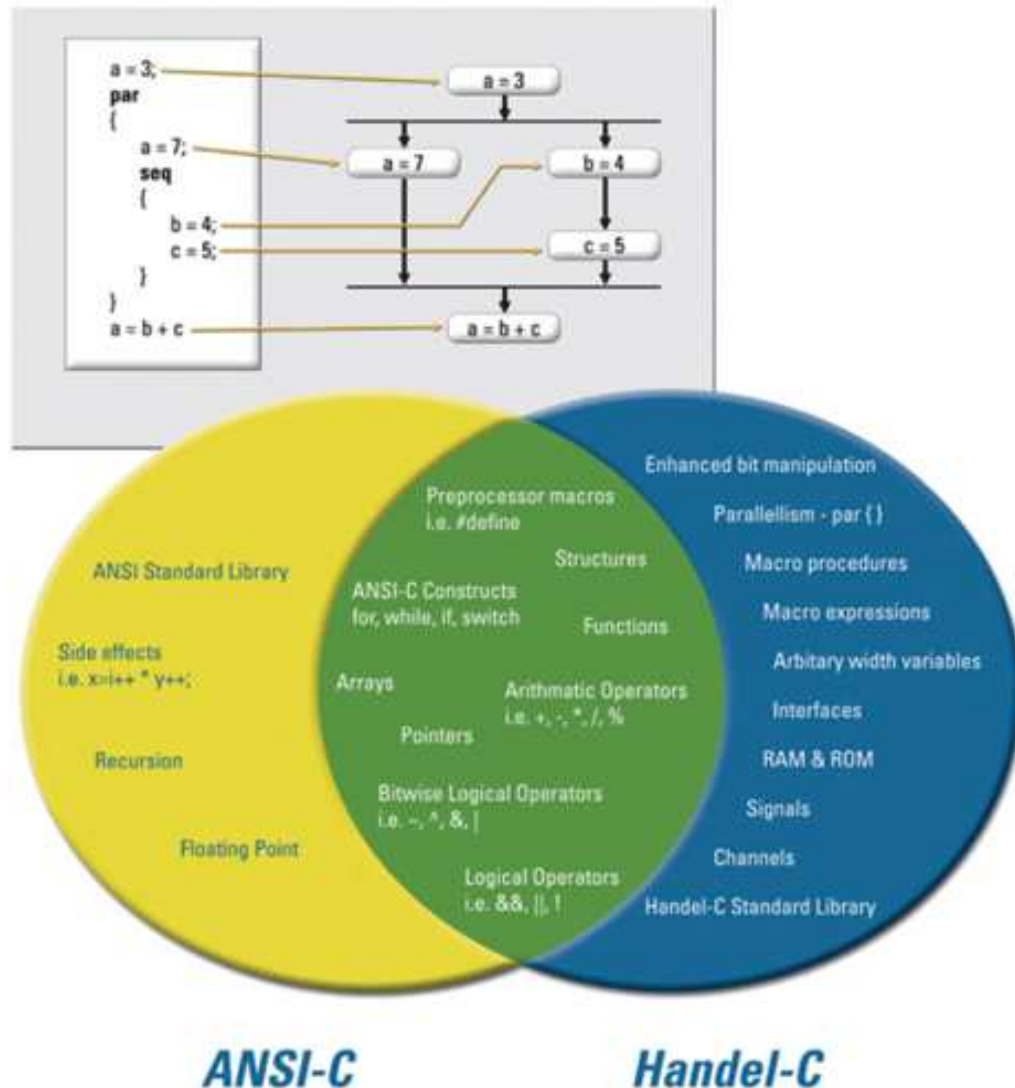 a = 3;
par
{
a = 7;
seq
{
b = 4;
c = 5;
}
}
a = b + c
a = 3
a = 7
b = 4
c = 5
a = b + c
ANSI Standard Library
Side effects
i.e. x=i++ * y++;
Recursion
Floating Point
Preprocessor macros
i.e. #define
Structures
ANSI-C Constructs
for, while, if, switch
Functions
Arrays
Arithmatic Operators
i.e. +, -, *, /, %
Pointers
Bitwise Logical Operators
i.e. ~, ^, &, |
Logical Operators
i.e. &&, ||, !
Enhanced bit manipulation
Parallellism - par { }
Macro procedures
Macro expressions
Arbitary width variables
Interfaces
RAM & ROM
Signals
Channels
Handel-C Standard Library
ANSI-C
Handel-C